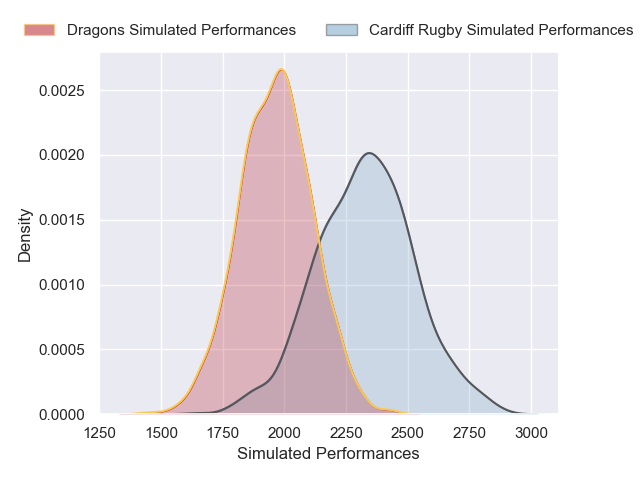 Dragons Simulated Performances Cardiff Rugby Simulated Performances
0.0025
0.0020
0.0015
0.0010
0.0005
0.0000
Density
1250 1500 1750 2000 2250 2500 2750 3000
Simulated Performances